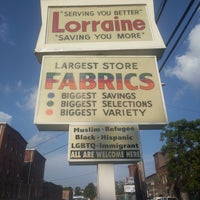 "SERVING YOU BETTER"
Lorraine
"SAVING YOU MORE"
LARGEST STORE
FABRICS
BIGGEST SAVINGS
BIGGEST SELECTIONS
BIGGEST VARIETY
Muslim-Refugee
Black-Hispanic
LGBTQ-Immigrant
ALL ARE WELCOME HERE